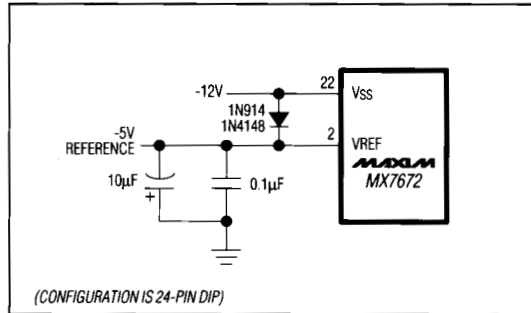 -12V
22
VSS
1N914
1N4148
-5V
REFERENCE
2
VREF
MAXIM
MX7672
10µF
+
0.1µF
(CONFIGURATION IS 24-PIN DIP)